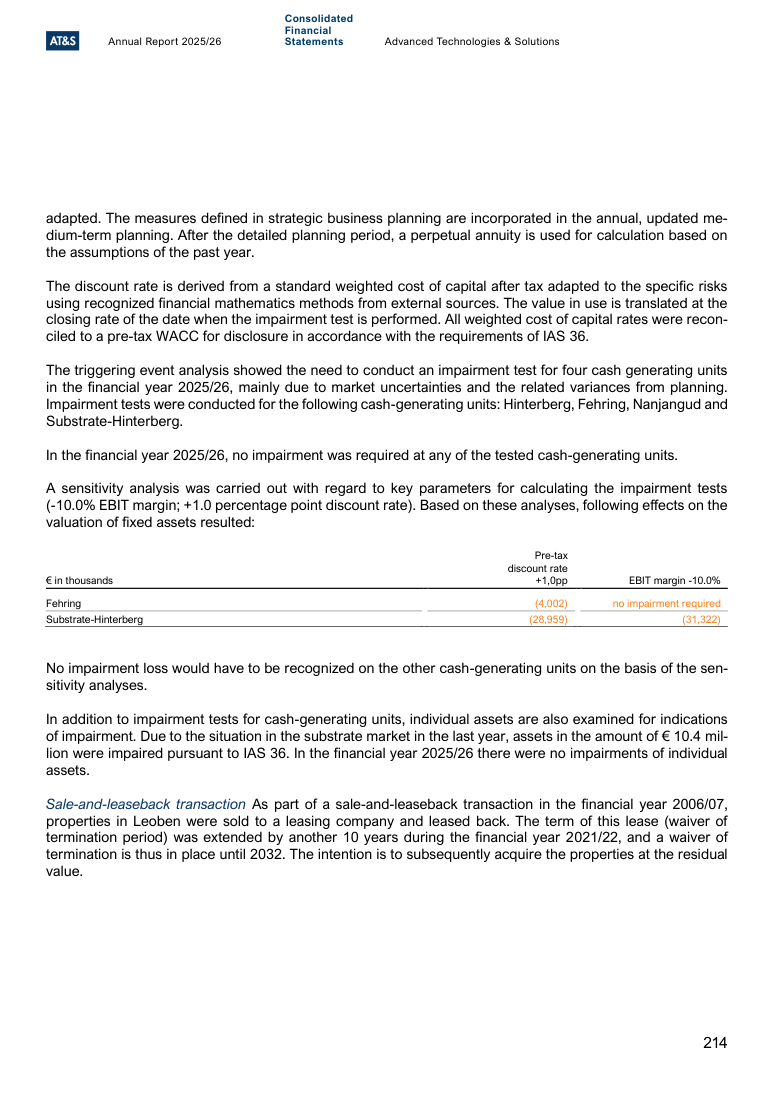 AT&S
Annual Report 2025/26
Consolidated
Financial
Statements
Advanced Technologies & Solutions
adapted. The measures defined in strategic business planning are incorporated in the annual, updated me-
dium-term planning. After the detailed planning period, a perpetual annuity is used for calculation based on
the assumptions of the past year.
The discount rate is derived from a standard weighted cost of capital after tax adapted to the specific risks
using recognized financial mathematics methods from external sources. The value in use is translated at the
closing rate of the date when the impairment test is performed. All weighted cost of capital rates were recon-
ciled to a pre-tax WACC for disclosure in accordance with the requirements of IAS 36.
The triggering event analysis showed the need to conduct an impairment test for four cash generating units
in the financial year 2025/26, mainly due to market uncertainties and the related variances from planning.
Impairment tests were conducted for the following cash-generating units: Hinterberg, Fehring, Nanjangud and
Substrate-Hinterberg.
In the financial year 2025/26, no impairment was required at any of the tested cash-generating units.
A sensitivity analysis was carried out with regard to key parameters for calculating the impairment tests
(-10.0% EBIT margin; +1.0 percentage point discount rate). Based on these analyses, following effects on the
valuation of fixed assets resulted:
Pre-tax
discount rate
€ in thousands +1,0pp EBIT margin -10.0%
Fehring (4,002) no impairment required
Substrate-Hinterberg (28,959) (31,322)
No impairment loss would have to be recognized on the other cash-generating units on the basis of the sen-
sitivity analyses.
In addition to impairment tests for cash-generating units, individual assets are also examined for indications
of impairment. Due to the situation in the substrate market in the last year, assets in the amount of € 10.4 mil-
lion were impaired pursuant to IAS 36. In the financial year 2025/26 there were no impairments of individual
assets.
Sale-and-leaseback transaction As part of a sale-and-leaseback transaction in the financial year 2006/07,
properties in Leoben were sold to a leasing company and leased back. The term of this lease (waiver of
termination period) was extended by another 10 years during the financial year 2021/22, and a waiver of
termination is thus in place until 2032. The intention is to subsequently acquire the properties at the residual
value.
214